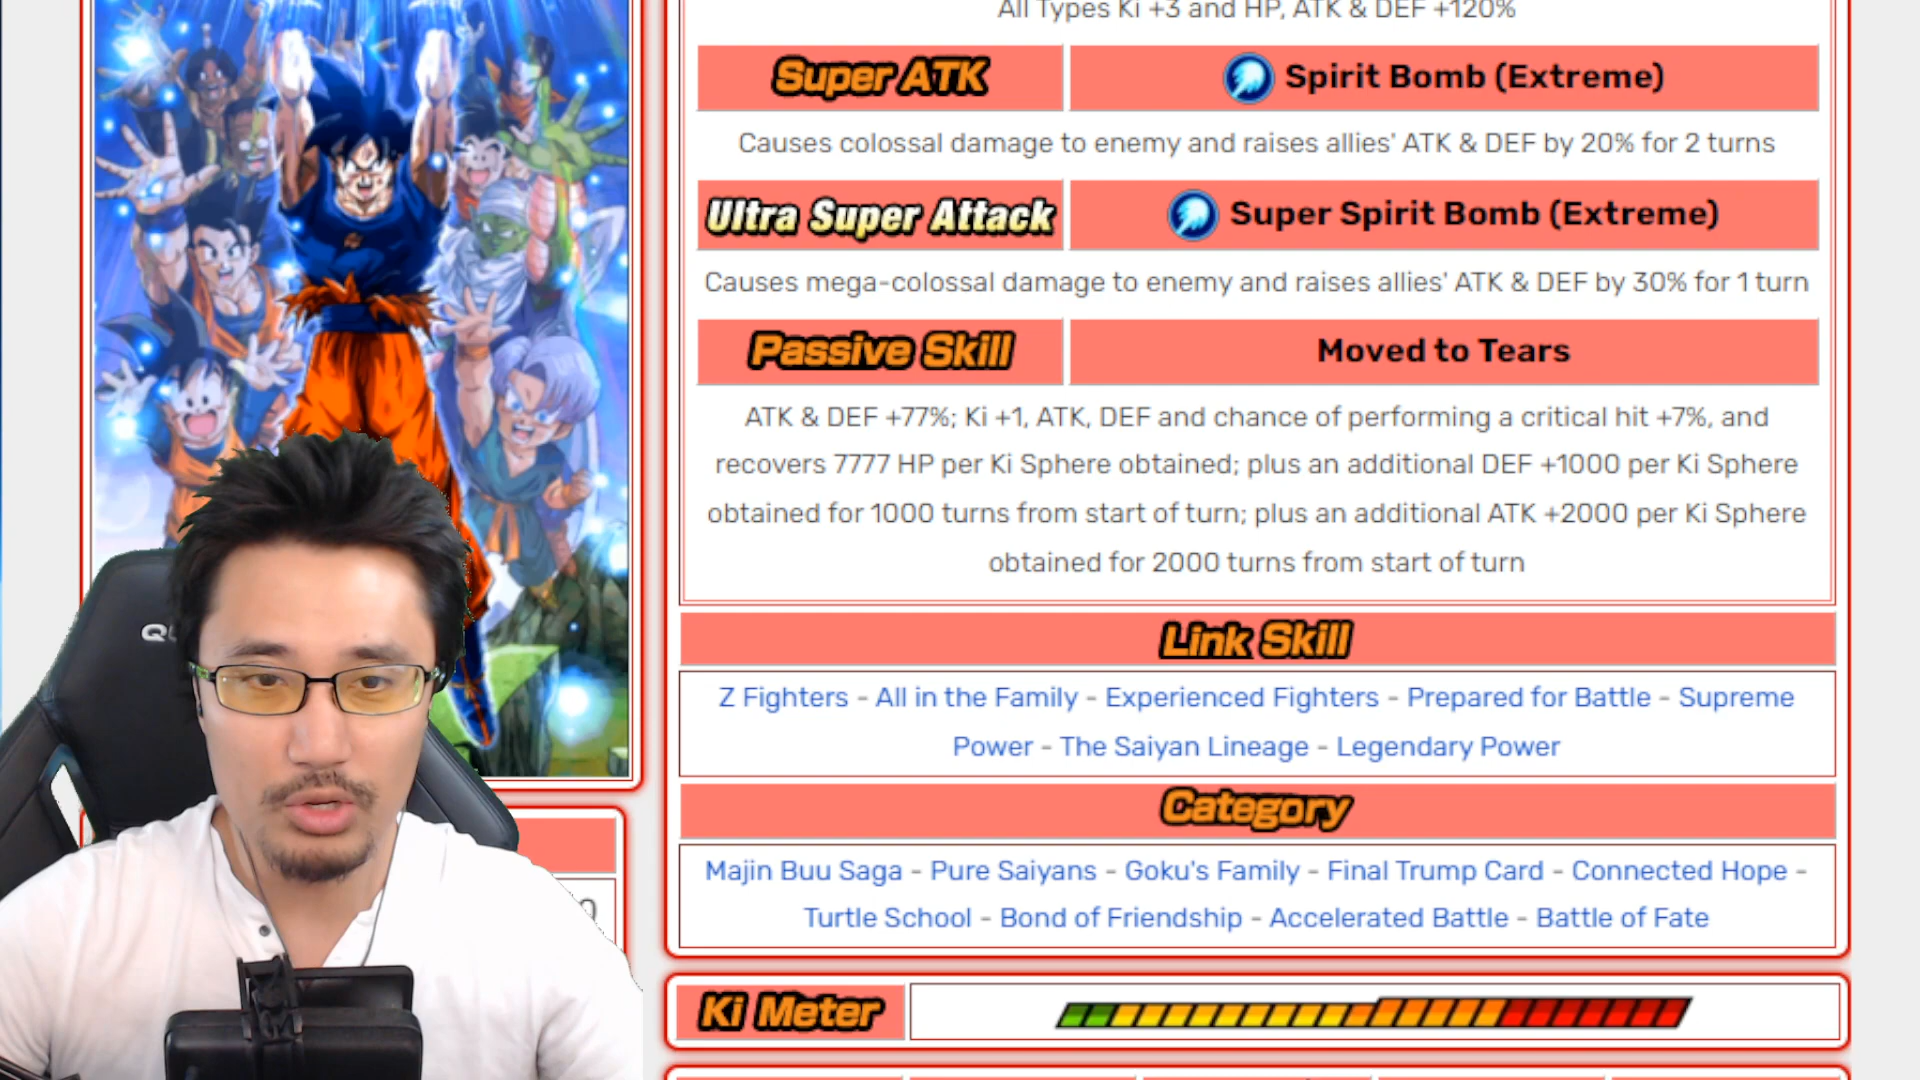 All Types Ki +3 and HP, ATK & DEF +120%
Super ATK
Spirit Bomb (Extreme)
Causes colossal damage to enemy and raises allies' ATK & DEF by 20% for 2 turns
Ultra Super Attack
Super Spirit Bomb (Extreme)
Causes mega-colossal damage to enemy and raises allies' ATK & DEF by 30% for 1 turn
Passive Skill
Moved to Tears
ATK & DEF +77%; Ki +1, ATK, DEF and chance of performing a critical hit +7%, and
recovers 7777 HP per Ki Sphere obtained; plus an additional DEF +1000 per Ki Sphere
obtained for 1000 turns from start of turn; plus an additional ATK +2000 per Ki Sphere
obtained for 2000 turns from start of turn
Link Skill
Z Fighters - All in the Family - Experienced Fighters - Prepared for Battle - Supreme
Power - The Saiyan Lineage - Legendary Power
Category
Majin Buu Saga - Pure Saiyans - Goku's Family - Final Trump Card - Connected Hope -
Turtle School - Bond of Friendship - Accelerated Battle - Battle of Fate
Ki Meter